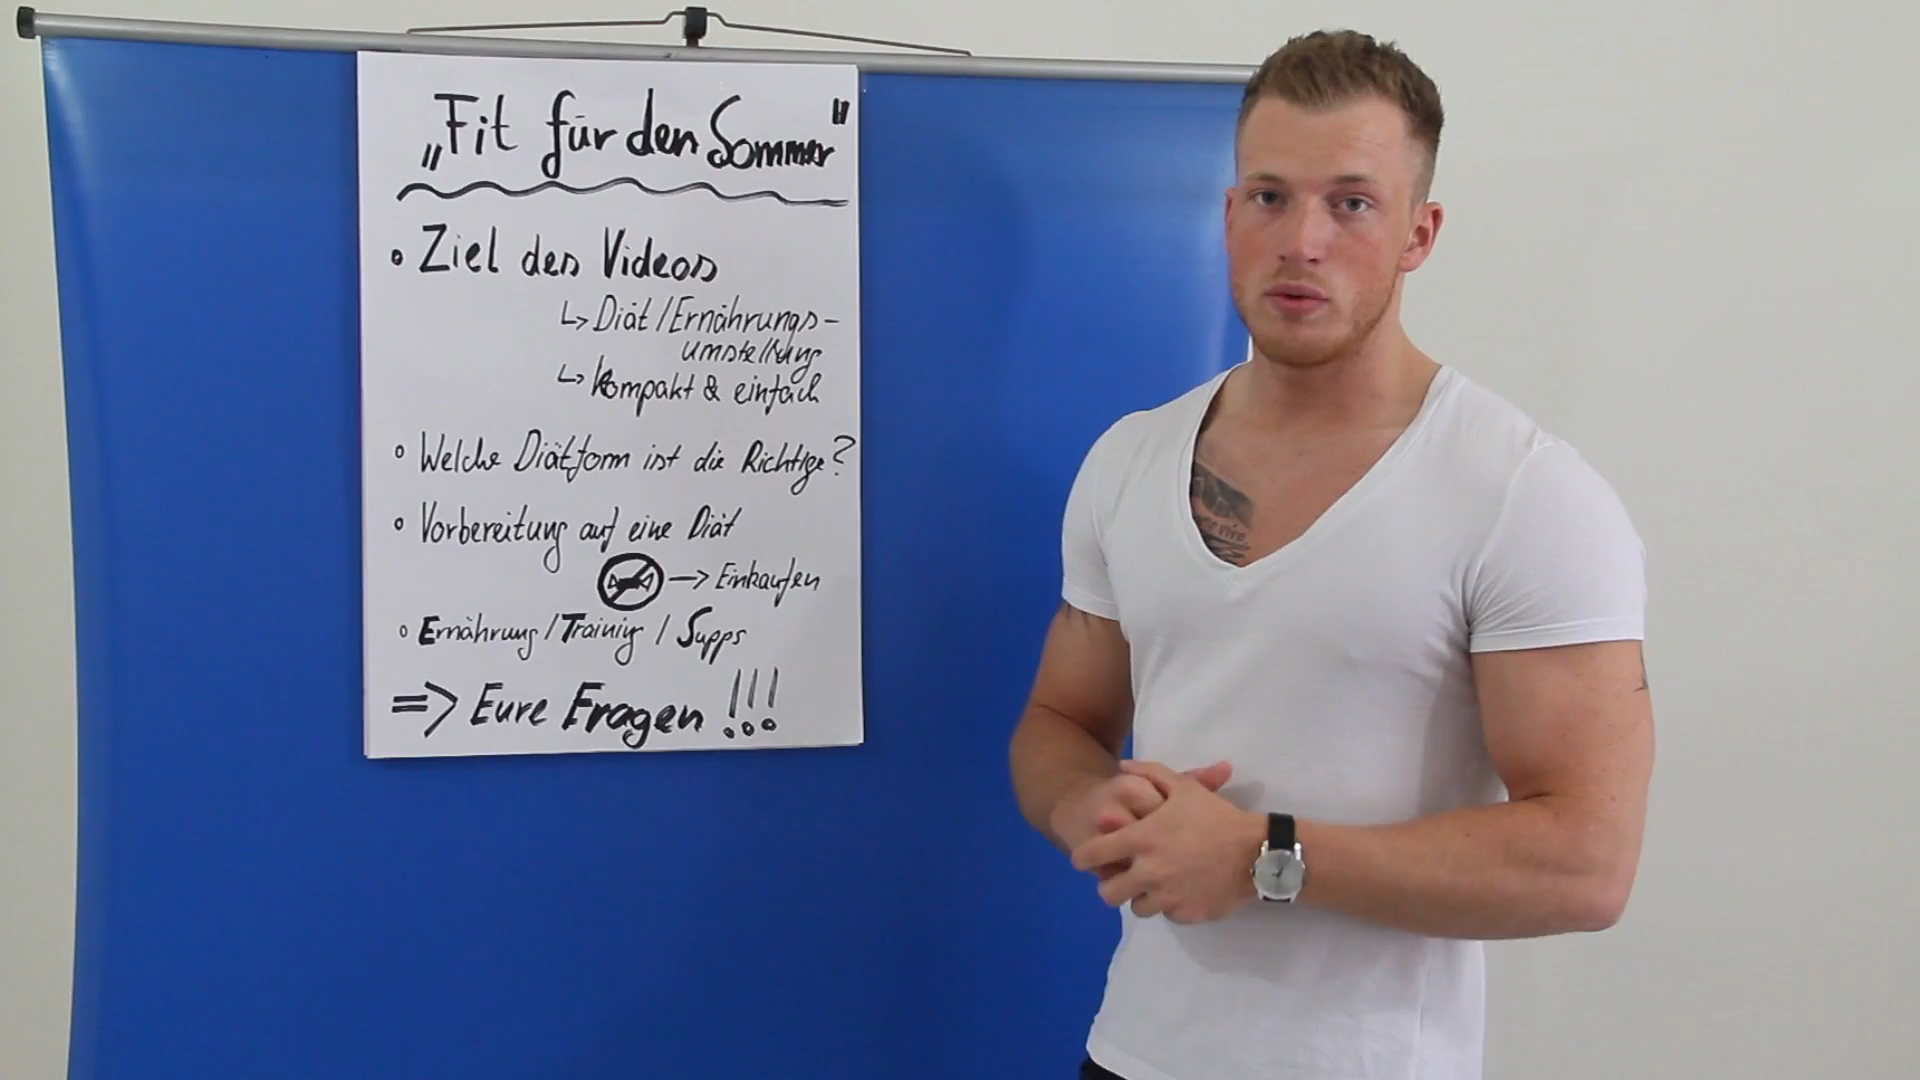 „Fit für den Sommer"
• Ziel des Videos
↳ Diät/Ernährungs-
umstellung
↳ Kompakt & einfach
• Welche Diätform ist die Richtige?
• Vorbereitung auf eine Diät
→ Einkaufen
• Ernährung/Training/Supps
=> Eure Fragen !!!